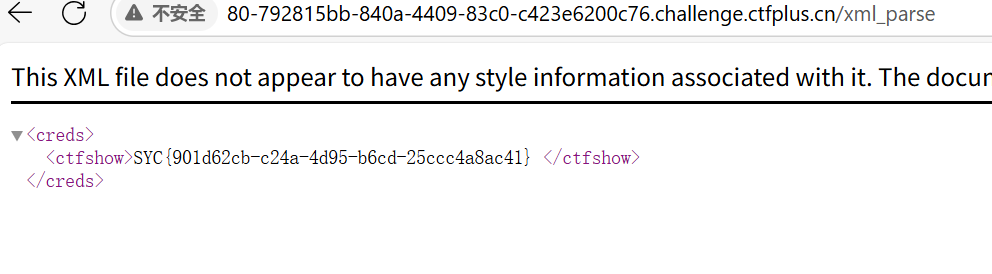 不安全 80-792815bb-840a-4409-83c0-c423e6200c76.challenge.ctfplus.cn/xml_parse
This XML file does not appear to have any style information associated with it. The docun
▼<creds>
<ctfshow>SYC{901d62cb-c24a-4d95-b6cd-25ccc4a8ac41} </ctfshow>
</creds>